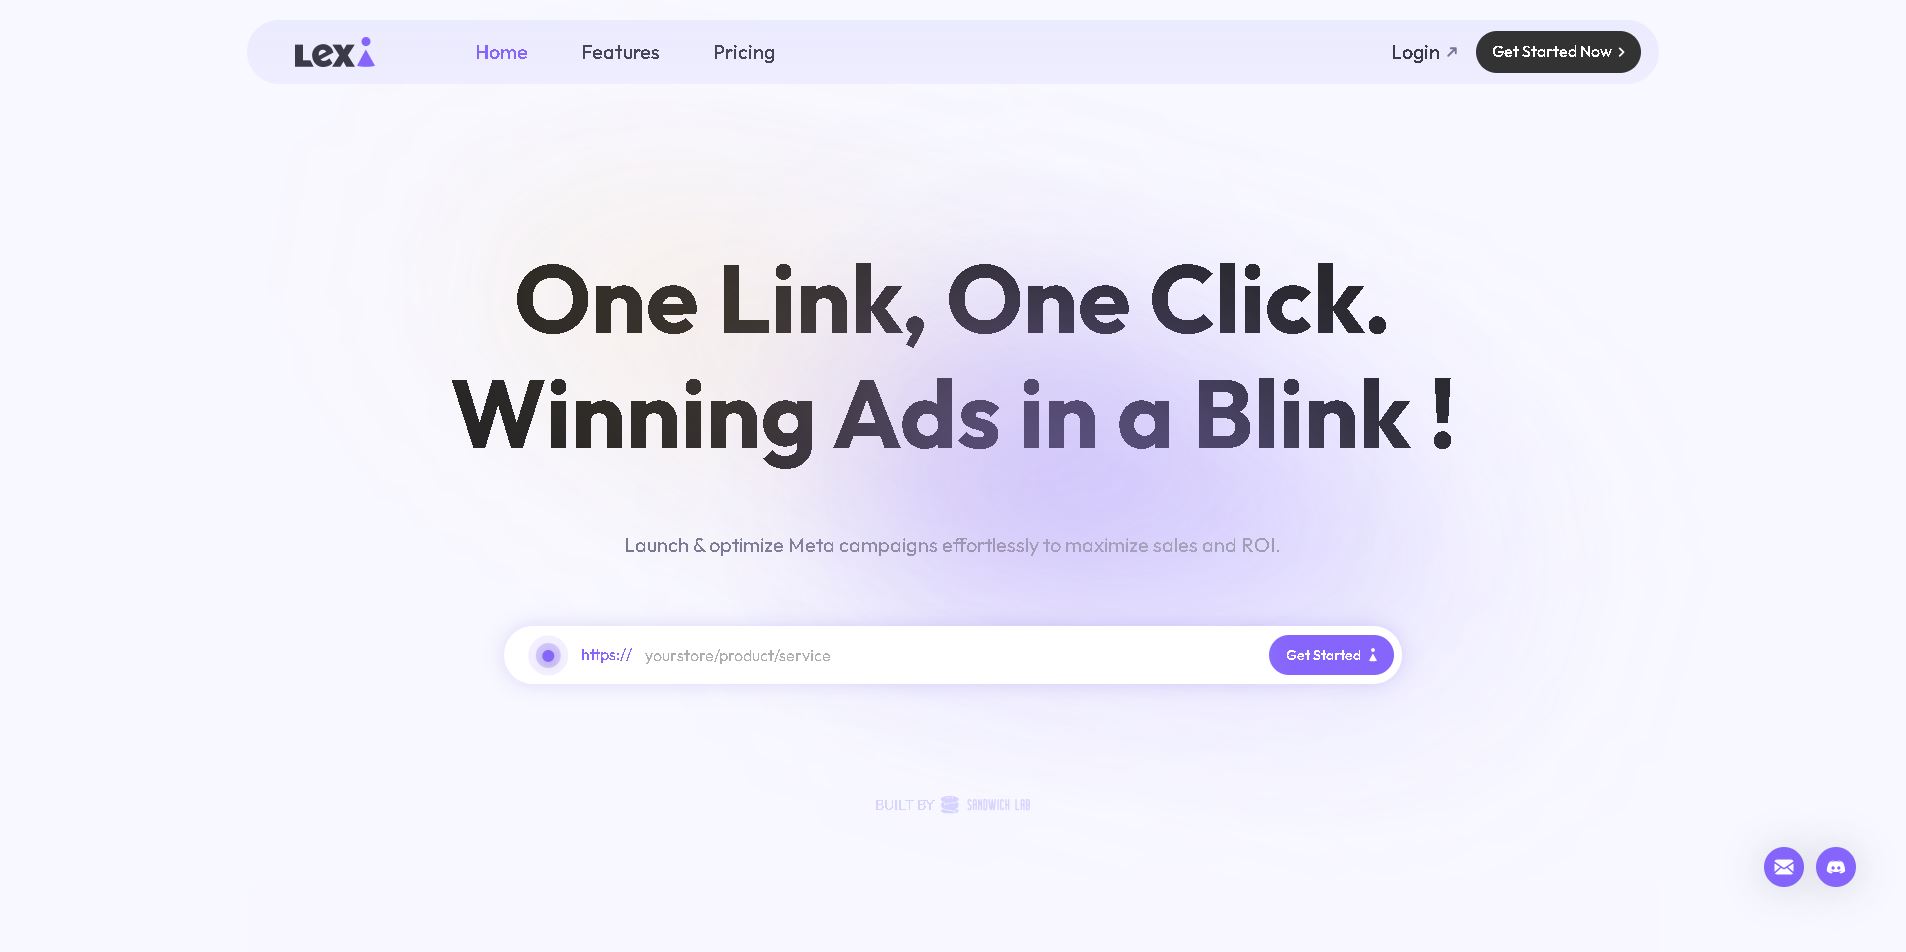 Lex
Home
Features
Pricing
Login
Get Started Now
One Link, One Click.
Winning Ads in a Blink !
Launch & optimize Meta campaigns effortlessly to maximize sales and ROI.
https:// yourstore/product/service
Get Started
BUILT BY SANDWICH LAB